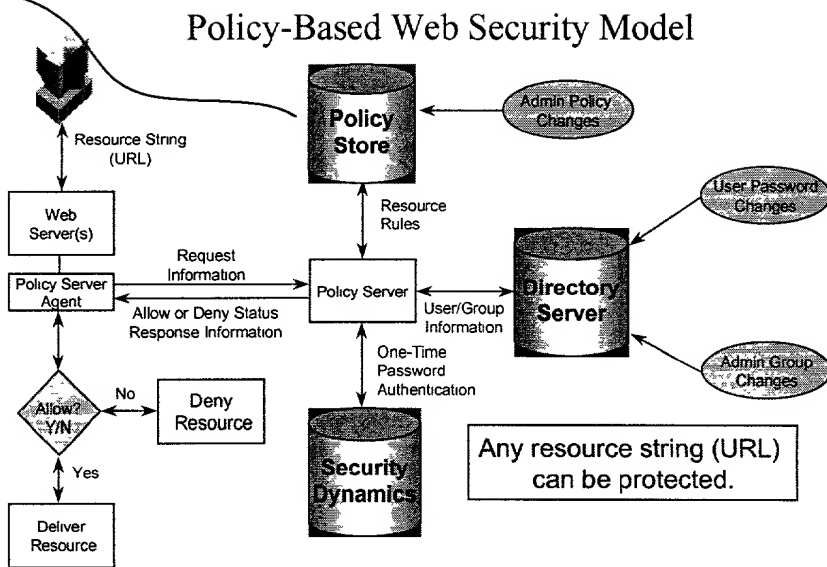 Policy-Based Web Security Model
Resource String
(URL)
Policy
Store
Admin Policy
Changes
Web
Server(s)
Resource
Rules
User Password
Changes
Request
Information
Policy Server
Agent
Policy Server
Directory
Server
Allow or Deny Status
Response Information
User/Group
Information
One-Time
Password
Authentication
Admin Group
Changes
Allow?
Y/N
No
Deny
Resource
Yes
Security
Dynamics
Any resource string (URL)
can be protected.
Deliver
Resource